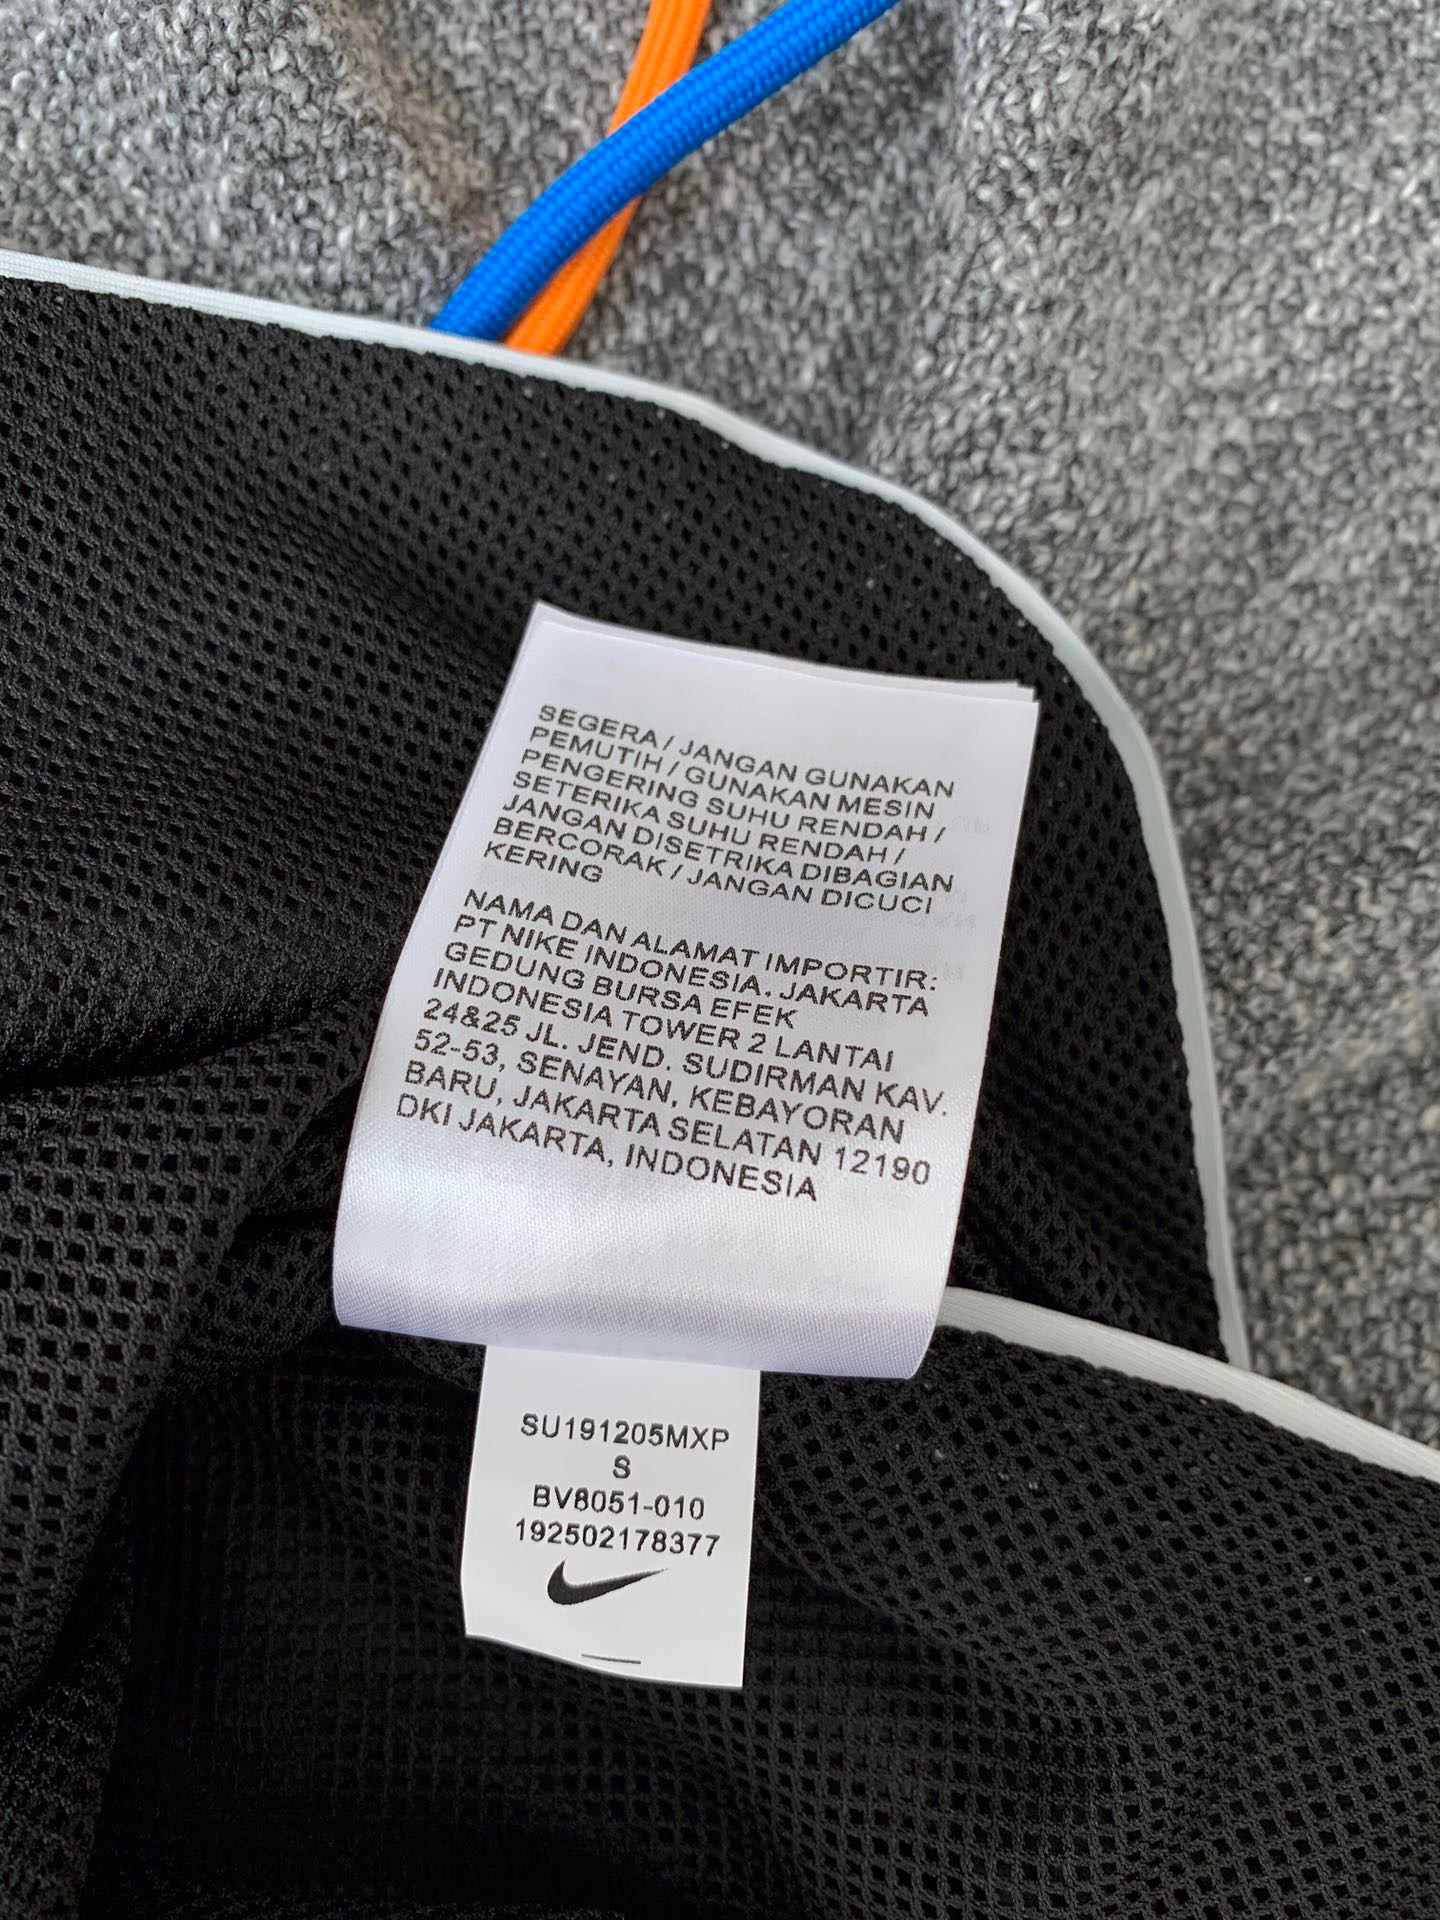 SEGERA / JANGAN GUNAKAN
PEMUTIH / GUNAKAN MESIN
PENGERING SUHU RENDAH /
SETERIKA SUHU RENDAH /
JANGAN DISETRIKA DIBAGIAN
BERCORAK / JANGAN DICUCI
KERING
NAMA DAN ALAMAT IMPORTIR:
PT NIKE INDONESIA. JAKARTA
GEDUNG BURSA EFEK
INDONESIA TOWER 2 LANTAI
24&25 JL. JEND. SUDIRMAN KAV.
52-53, SENAYAN, KEBAYORAN
BARU, JAKARTA SELATAN 12190
DKI JAKARTA, INDONESIA
SU191205MXP
S
BV8051-010
192502178377